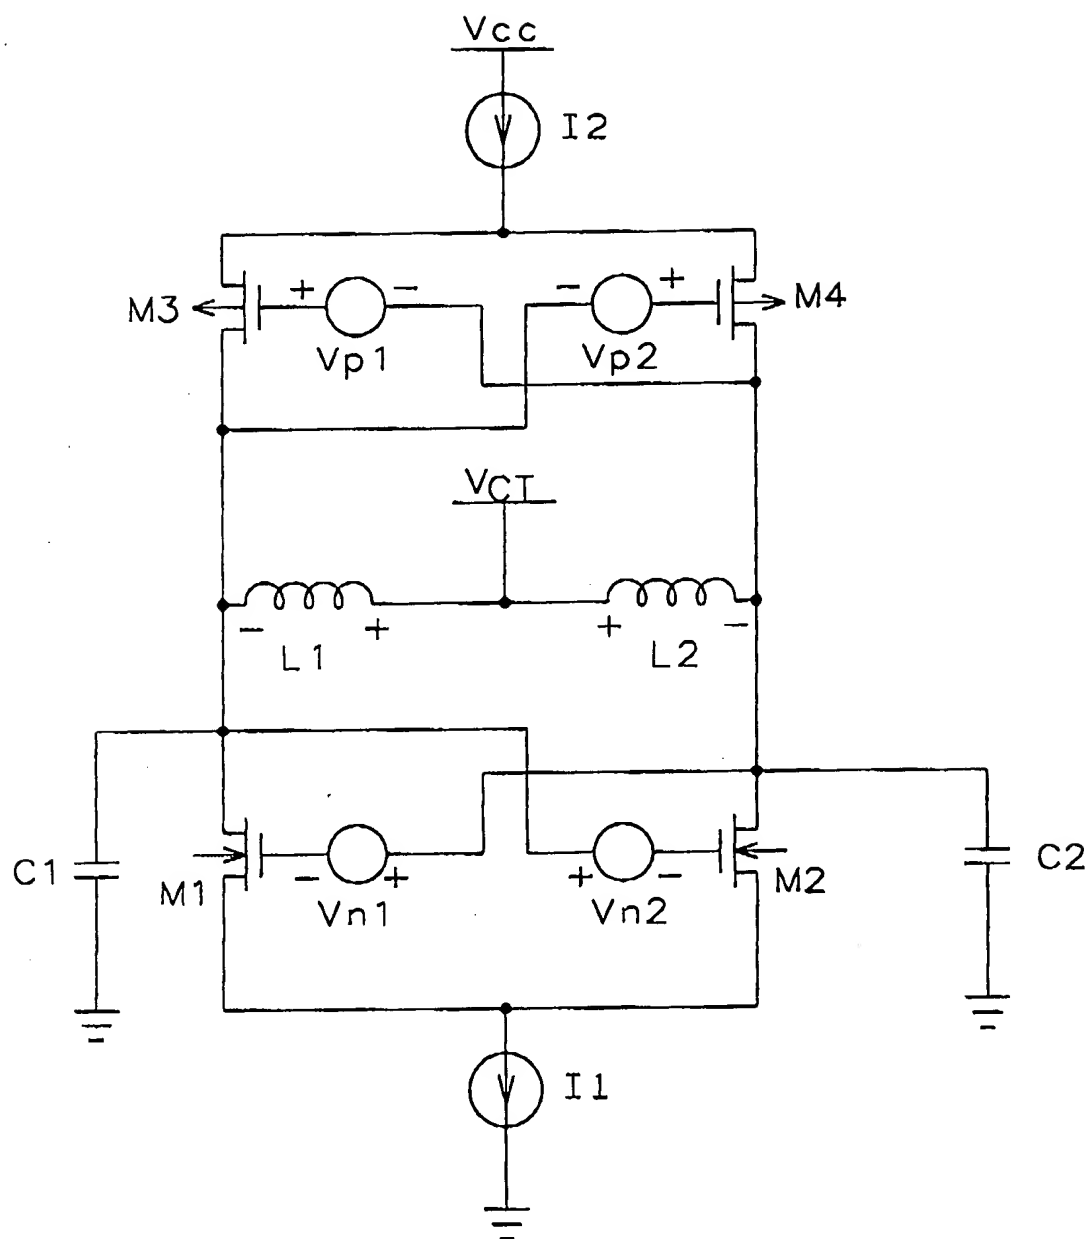 Vcc
I2
M3
+
-
-
+
M4
Vp1
Vp2
VCT
-
+
+
-
L1
L2
C1
M1
-
+
+
-
M2
C2
Vn1
Vn2
I1